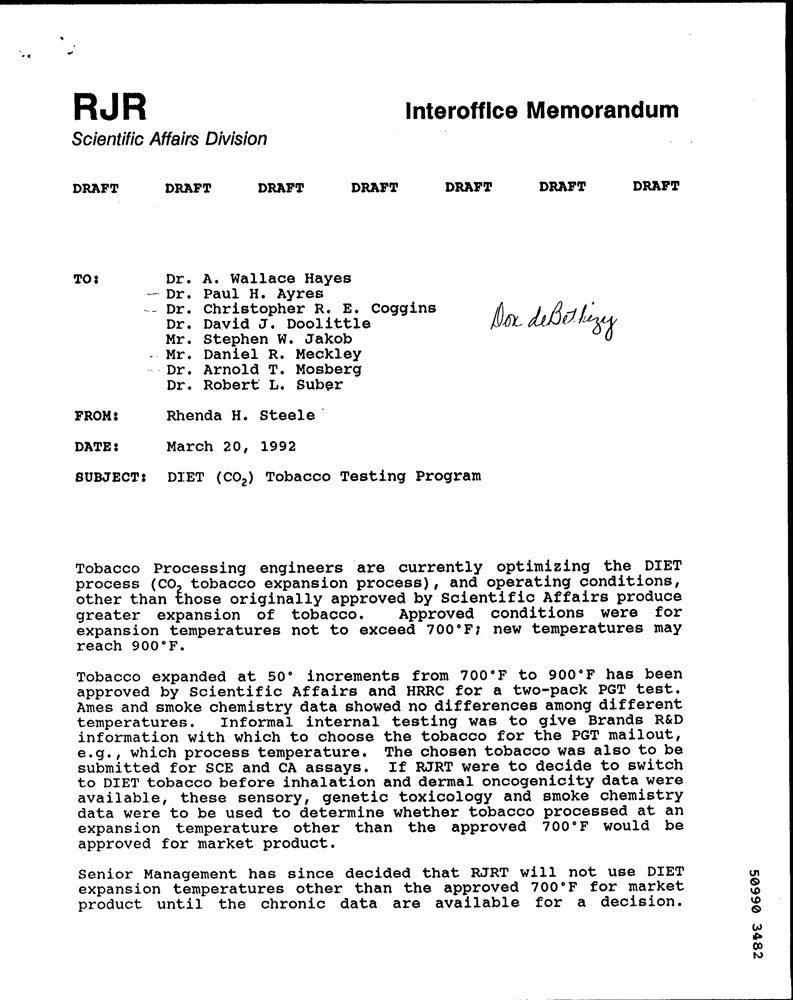 RJR
Interoffice Memorandum
Scientific Affairs Division
DRAFT DRAFT DRAFT DRAFT DRAFT DRAFT DRAFT
TO: Dr. A. Wallace Hayes
Dr. Paul H. Ayres
Dr. Christopher R. E. Coggins
Dr. David J. Doolittle
Mr. Stephen W. Jakob
Mr. Daniel R. Meckley
Dr. Arnold T. Mosberg
Dr. Robert L. Suber
deBethizy
FROM: Rhenda H. Steele
DATE: March 20, 1992
SUBJECT: DIET (CO₂) Tobacco Testing Program
Tobacco Processing engineers are currently optimizing the DIET
process (CO₂ tobacco expansion process), and operating conditions,
other than those originally approved by Scientific Affairs produce
greater expansion of tobacco. Approved conditions were for
expansion temperatures not to exceed 700°F; new temperatures may
reach 900°F.
Tobacco expanded at 50° increments from 700°F to 900°F has been
approved by Scientific Affairs and HRRC for a two-pack PGT test.
Ames and smoke chemistry data showed no differences among different
temperatures. Informal internal testing was to give Brands R&D
information with which to choose the tobacco for the PGT mailout,
e.g., which process temperature. The chosen tobacco was also to be
submitted for SCE and CA assays. If RJRT were to decide to switch
to DIET tobacco before inhalation and dermal oncogenicity data were
available, these sensory, genetic toxicology and smoke chemistry
data were to be used to determine whether tobacco processed at an
expansion temperature other than the approved 700°F would be
approved for market product.
Senior Management has since decided that RJRT will not use DIET
expansion temperatures other than the approved 700°F for market
product until the chronic data are available for a decision.
50990 3482